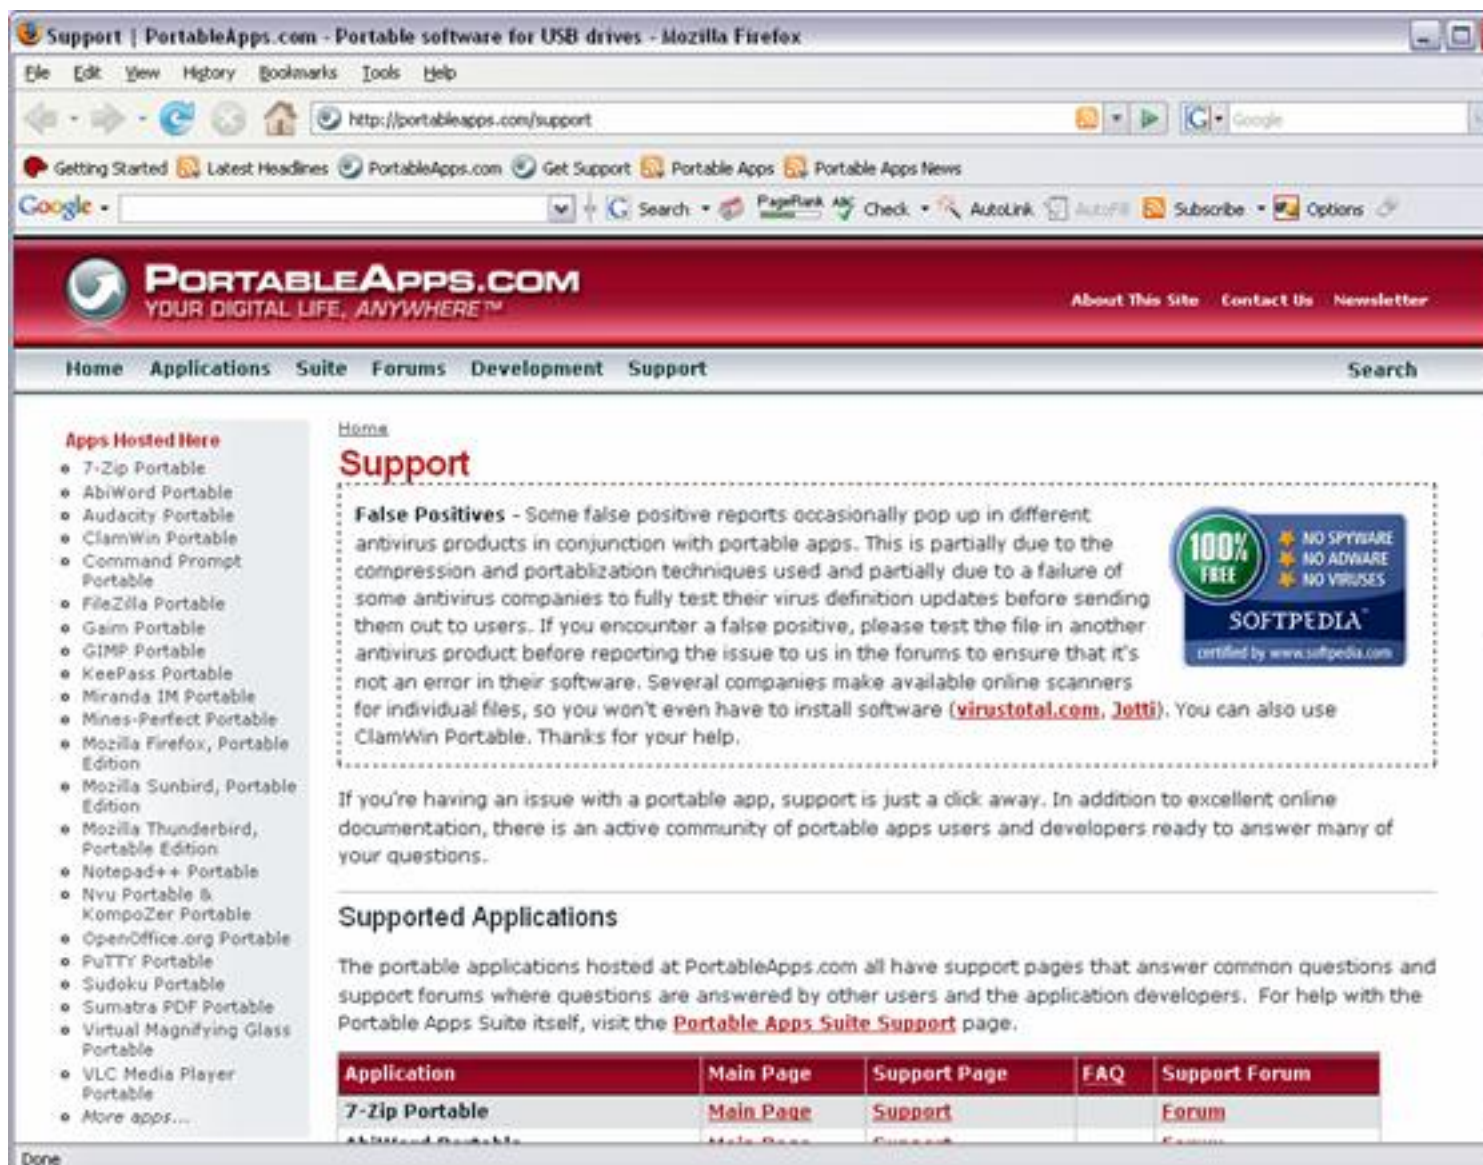 Support | PortableApps.com - Portable software for USB drives - Mozilla Firefox
File Edit View History Bookmarks Tools Help
http://portableapps.com/support
Google
Getting Started Latest Headlines PortableApps.com Get Support Portable Apps Portable Apps News
Google Search PageRank ABC Check AutoLink AutoFill Subscribe Options
PORTABLEAPPS.COM
YOUR DIGITAL LIFE, ANYWHERE™
About This Site Contact Us Newsletter
Home Applications Suite Forums Development Support Search
Apps Hosted Here
7-Zip Portable
AbiWord Portable
Audacity Portable
ClamWin Portable
Command Prompt
Portable
FileZilla Portable
Gaim Portable
GIMP Portable
KeePass Portable
Miranda IM Portable
Mines-Perfect Portable
Mozilla Firefox, Portable
Edition
Mozilla Sunbird, Portable
Edition
Mozilla Thunderbird,
Portable Edition
Notepad++ Portable
Nvu Portable &
KompoZer Portable
OpenOffice.org Portable
PuTTY Portable
Sudoku Portable
Sumatra PDF Portable
Virtual Magnifying Glass
Portable
VLC Media Player
Portable
More apps...
Home
Support
False Positives - Some false positive reports occasionally pop up in different
antivirus products in conjunction with portable apps. This is partially due to the
compression and portablization techniques used and partially due to a failure of
some antivirus companies to fully test their virus definition updates before sending
them out to users. If you encounter a false positive, please test the file in another
antivirus product before reporting the issue to us in the forums to ensure that it's
not an error in their software. Several companies make available online scanners
for individual files, so you won't even have to install software (virustotal.com, Jotti). You can also use
ClamWin Portable. Thanks for your help.
100%
FREE
NO SPYWARE
NO ADWARE
NO VIRUSES
SOFTPEDIA
certified by www.softpedia.com
If you're having an issue with a portable app, support is just a click away. In addition to excellent online
documentation, there is an active community of portable apps users and developers ready to answer many of
your questions.
Supported Applications
The portable applications hosted at PortableApps.com all have support pages that answer common questions and
support forums where questions are answered by other users and the application developers. For help with the
Portable Apps Suite itself, visit the Portable Apps Suite Support page.
Application Main Page Support Page FAQ Support Forum
7-Zip Portable Main Page Support Forum
AbiWord Portable Main Page Support Forum
Done